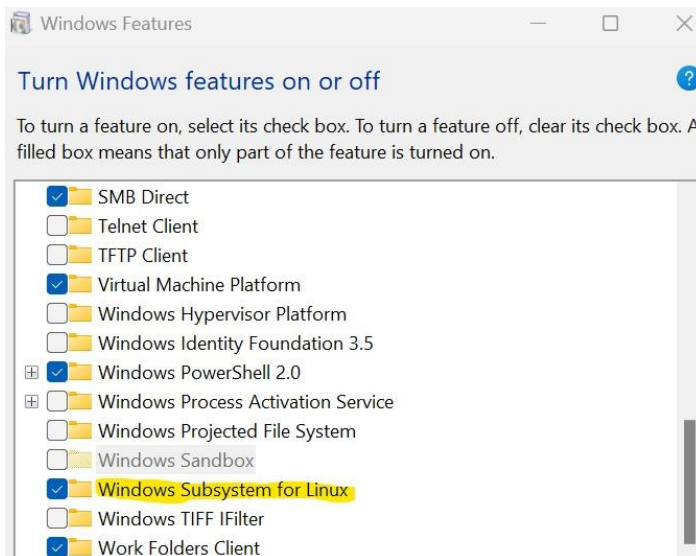 Windows Features
Turn Windows features on or off
To turn a feature on, select its check box. To turn a feature off, clear its check box. A
filled box means that only part of the feature is turned on.
SMB Direct
Telnet Client
TFTP Client
Virtual Machine Platform
Windows Hypervisor Platform
Windows Identity Foundation 3.5
Windows PowerShell 2.0
Windows Process Activation Service
Windows Projected File System
Windows Sandbox
Windows Subsystem for Linux
Windows TIFF IFilter
Work Folders Client